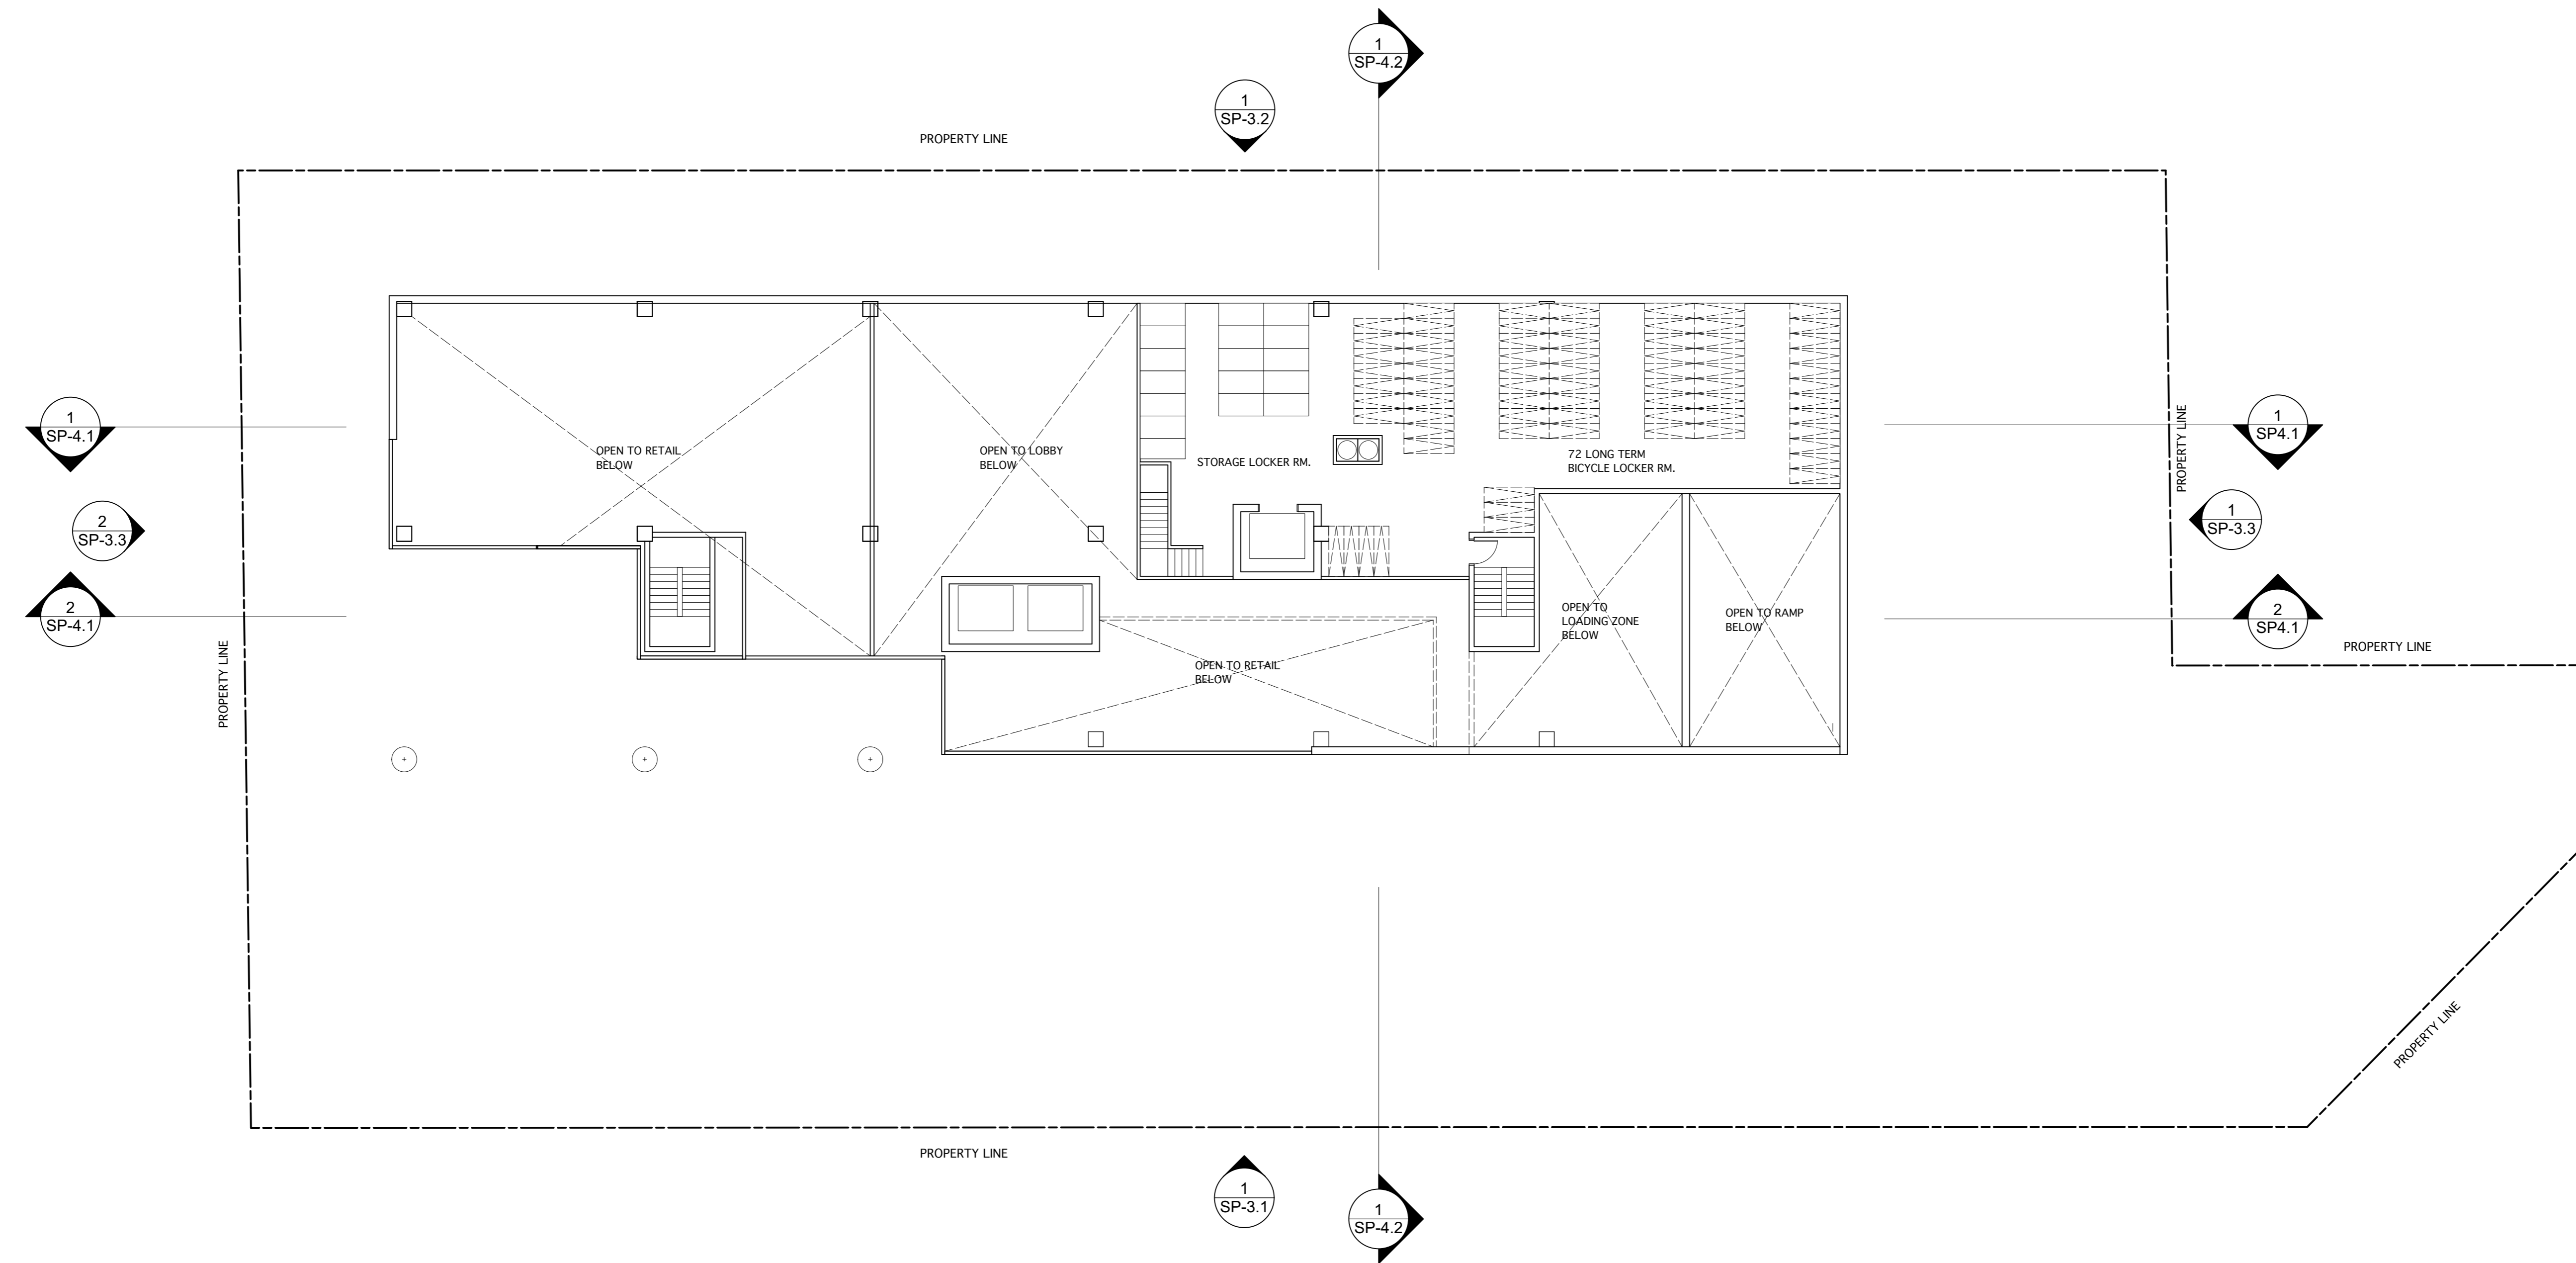 1
SP-4.2
1
SP-3.2
PROPERTY LINE
1
SP-4.1
2
SP-3.3
2
SP-4.1
PROPERTY LINE
OPEN TO RETAIL
BELOW
OPEN TO LOBBY
BELOW
STORAGE LOCKER RM.
72 LONG TERM
BICYCLE LOCKER RM.
OPEN TO RETAIL
BELOW
OPEN TO
LOADING ZONE
BELOW
OPEN TO RAMP
BELOW
PROPERTY LINE
1
SP4.1
1
SP-3.3
2
SP4.1
PROPERTY LINE
PROPERTY LINE
PROPERTY LINE
1
SP-3.1
1
SP-4.2